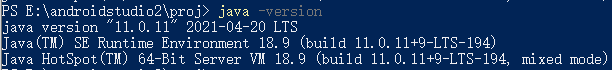 PS E:\androidstudio2\proj> java -version
java version "11.0.11" 2021-04-20 LTS
Java(TM) SE Runtime Environment 18.9 (build 11.0.11+9-LTS-194)
Java HotSpot(TM) 64-Bit Server VM 18.9 (build 11.0.11+9-LTS-194, mixed mode)